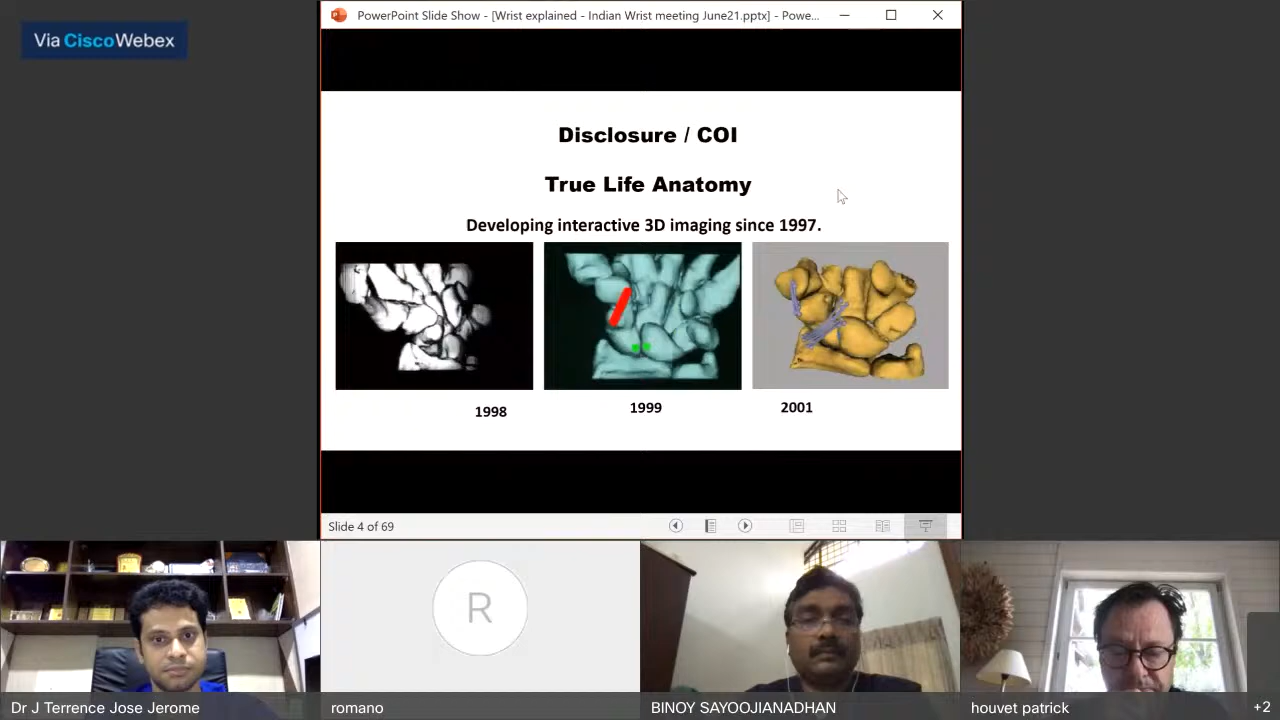 PowerPoint Slide Show - [Wrist explained - Indian Wrist meeting June21.pptx] - Powe...
Via CiscoWebex
Disclosure / COI
True Life Anatomy
Developing interactive 3D imaging since 1997.
1998
1999
2001
Slide 4 of 69
R
Dr J Terrence Jose Jerome
romano
BINOY SAYOOJIANADHAN
houvet patrick
+2